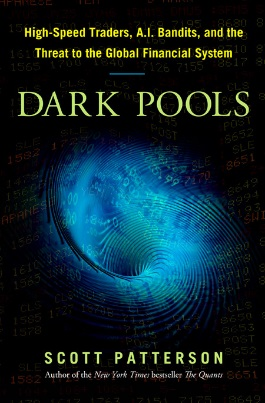 High-Speed Traders, A.I. Bandits, and the
Threat to the Global Financial System
DARK POOLS
SCOTT PATTERSON
Author of the New York Times bestseller The Quants